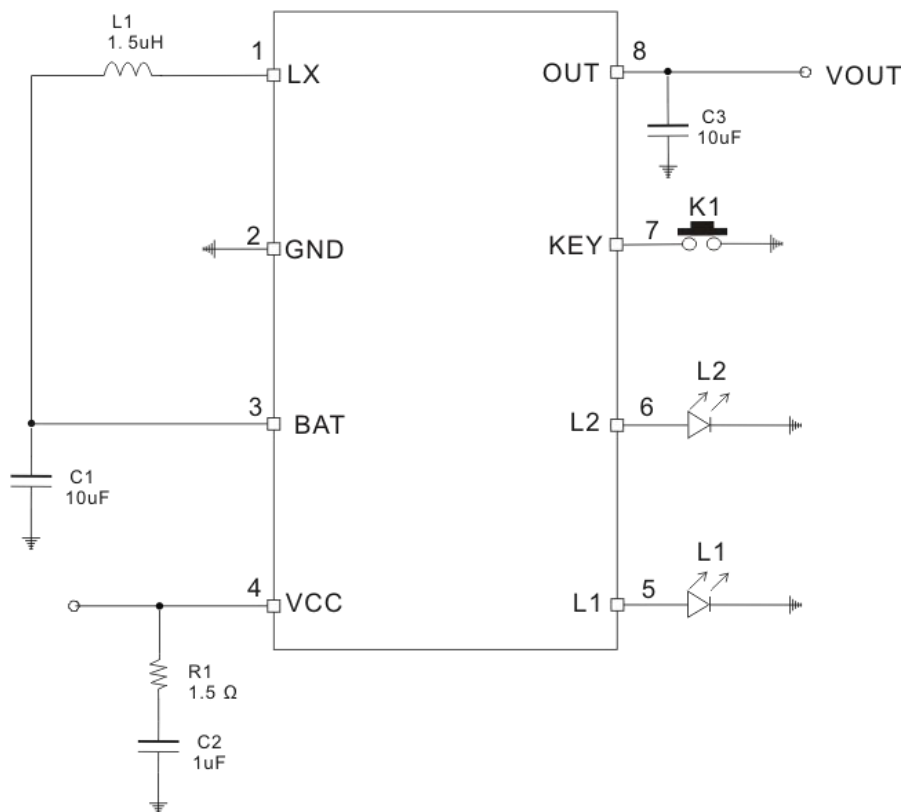 L1
1. 5uH
1
LX
8
OUT
VOUT
C3
10uF
2
GND
7
KEY
K1
3
BAT
6
L2
L2
C1
10uF
4
VCC
5
L1
L1
R1
1.5 Ω
C2
1uF